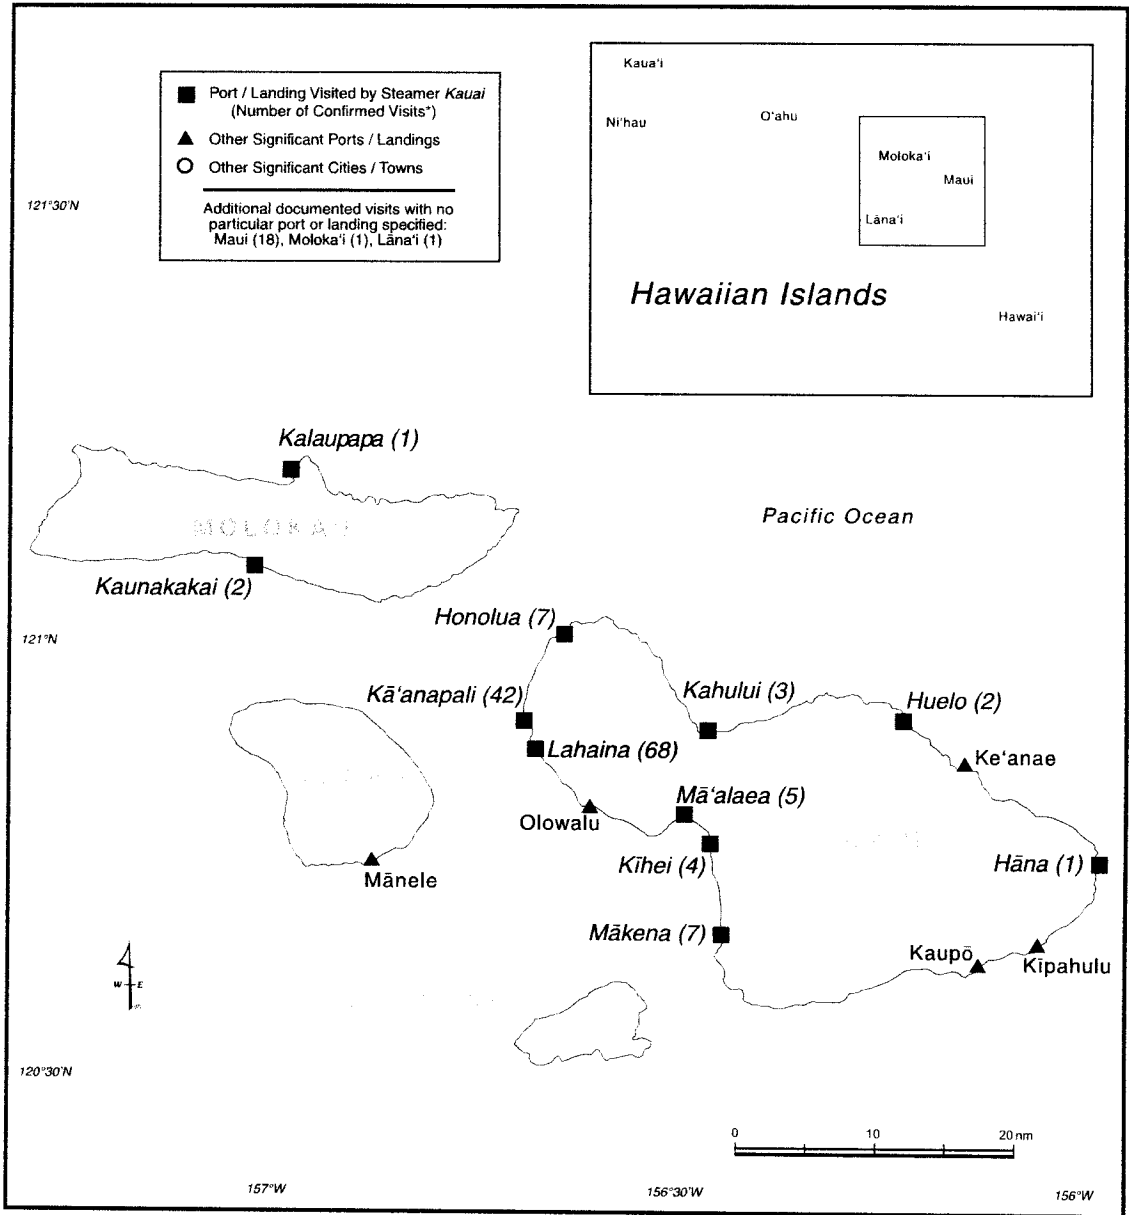 Port / Landing Visited by Steamer Kauai
(Number of Confirmed Visits*)
Other Significant Ports / Landings
Other Significant Cities / Towns
Additional documented visits with no
particular port or landing specified:
Maui (18), Moloka‘i (1), Lāna‘i (1)
Kaua‘i
Ni‘hau
O‘ahu
Moloka‘i
Maui
Lāna‘i
Hawaiian Islands
Hawai‘i
121°30'N
Kalaupapa (1)
MOLOKA‘I
Pacific Ocean
Kaunakakai (2)
Honolua (7)
121°N
Kā‘anapali (42)
Kahului (3)
Huelo (2)
Lahaina (68)
Ke‘anae
Mā‘alaea (5)
Olowalu
Kīhei (4)
Hāna (1)
Mānele
Mākena (7)
Kaupō
Kīpahulu
W E
120°30'N
0 10 20 nm
157°W
156°30'W
156°W